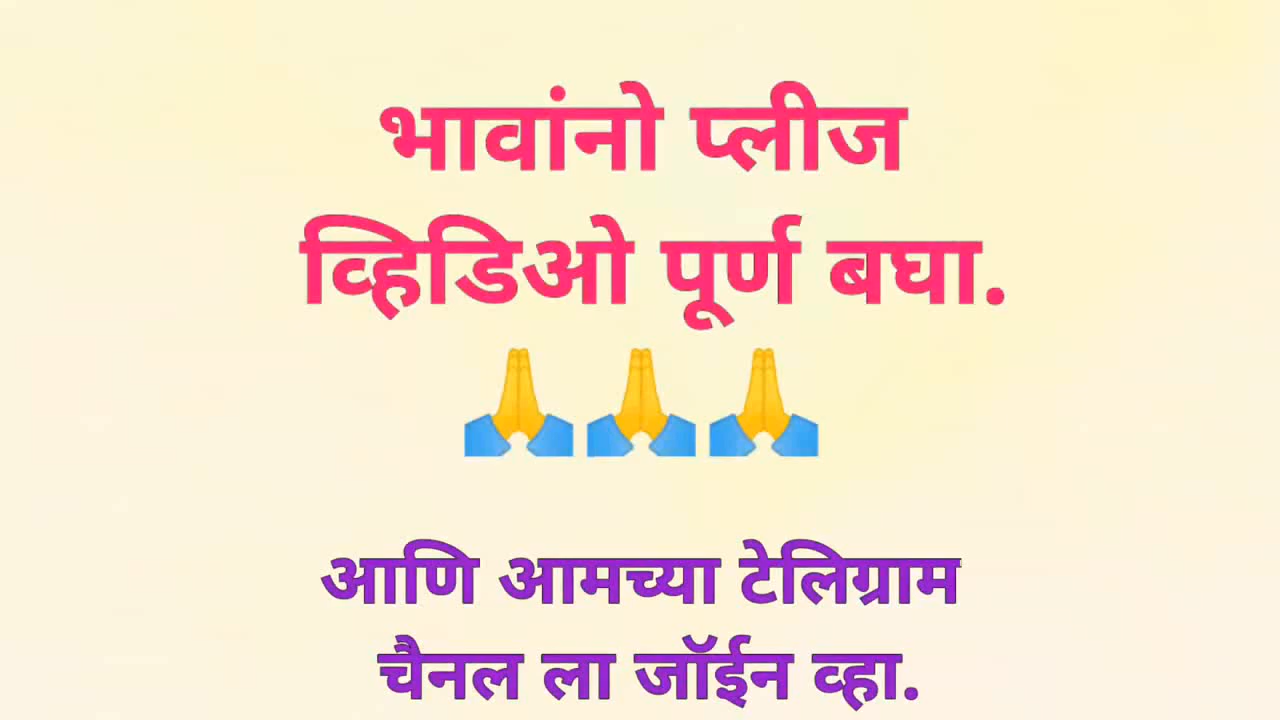 भावांनो प्लीज
व्हिडिओ पूर्ण बघा.
🙏🙏🙏
आणि आमच्या टेलिग्राम
चैनल ला जॉईन व्हा.